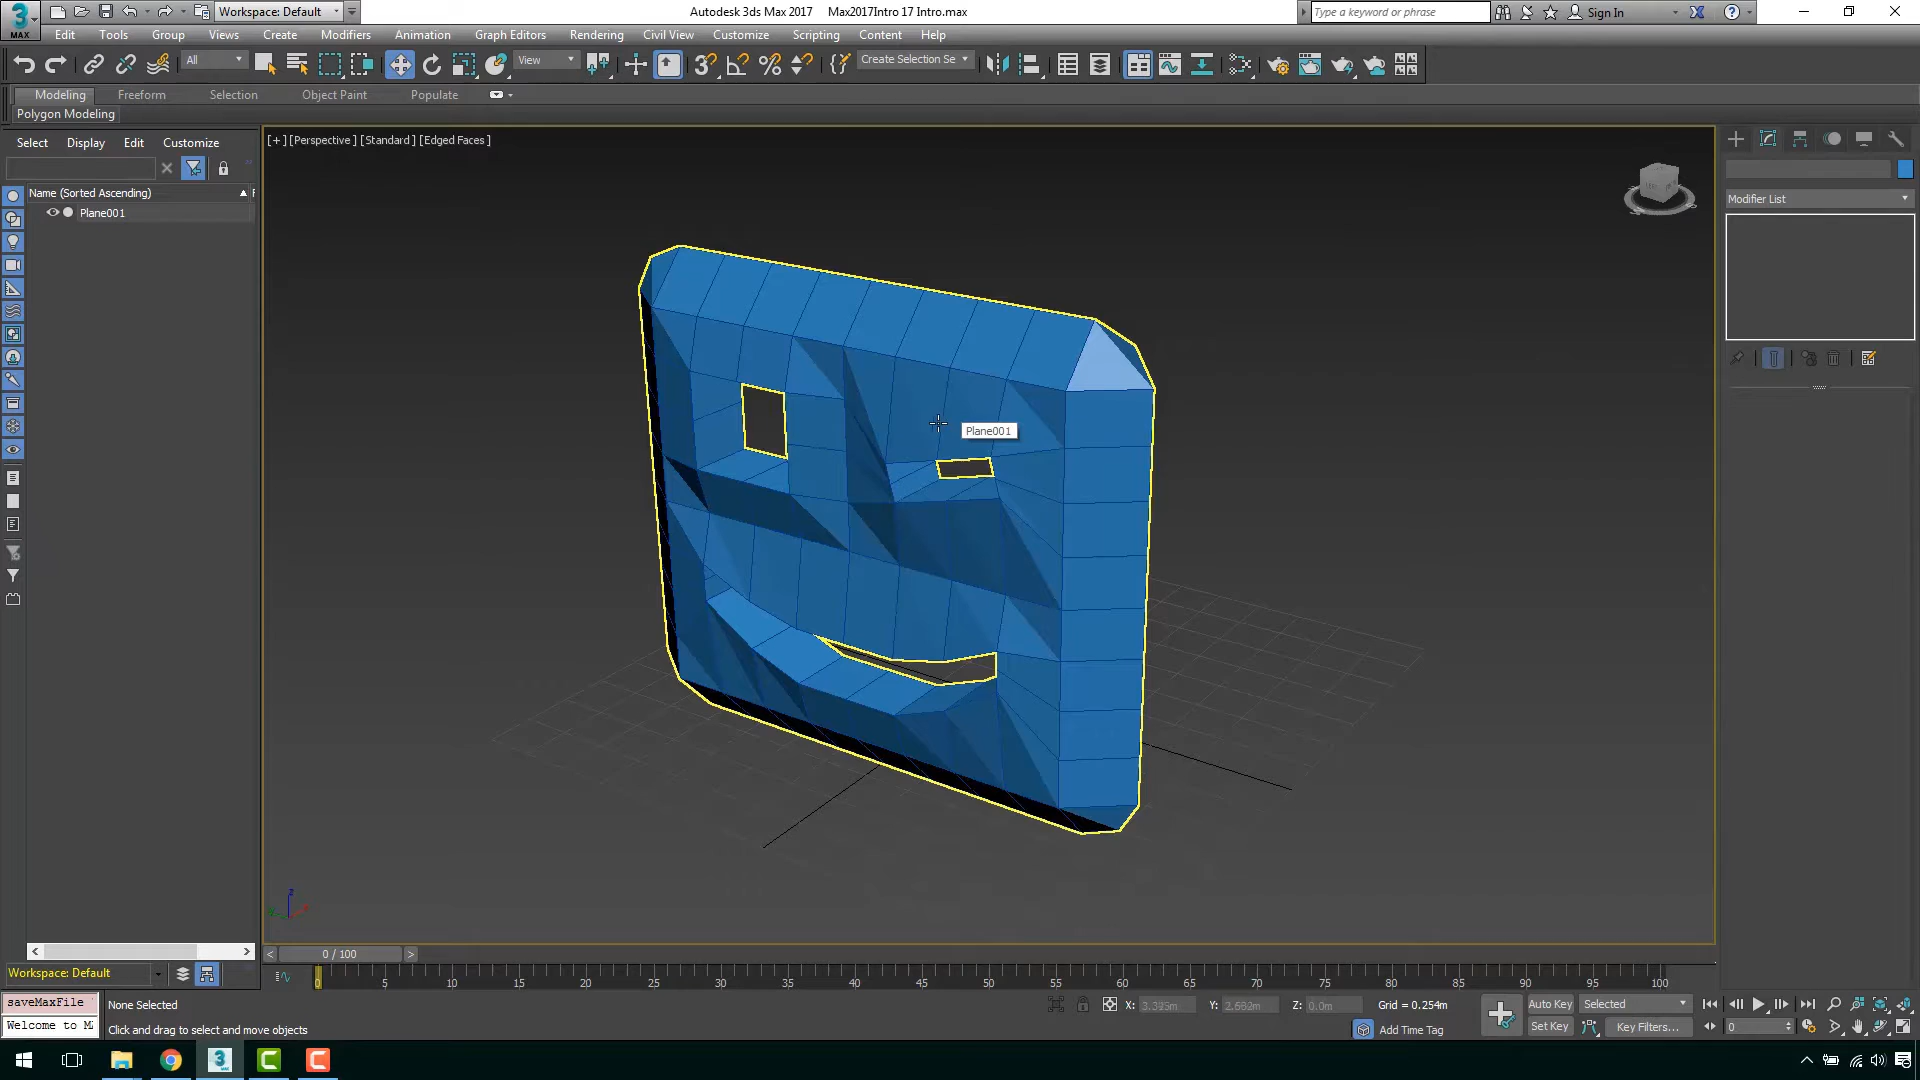 Workspace: Default
Autodesk 3ds Max 2017 Max2017Intro 17 Intro.max
Type a keyword or phrase
Sign In
3
MAX
Edit Tools Group Views Create Modifiers Animation Graph Editors Rendering Civil View Customize Scripting Content Help
All
View
Create Selection Se
Modeling Freeform Selection Object Paint Populate
Polygon Modeling
Select Display Edit Customize
[+] [Perspective ] [Standard ] [Edged Faces ]
Name (Sorted Ascending)
Plane001
Modifier List
Plane001
0 / 100
Workspace: Default
0 5 10 15 20 25 30 35 40 45 50 55 60 65 70 75 80 85 90 95 100
saveMaxFile
None Selected
X: Y: Z: 0.0m
Grid = 0.254m
Auto Key Selected
Welcome to M
Click and drag to select and move objects
Add Time Tag
Set Key Key Filters...
0